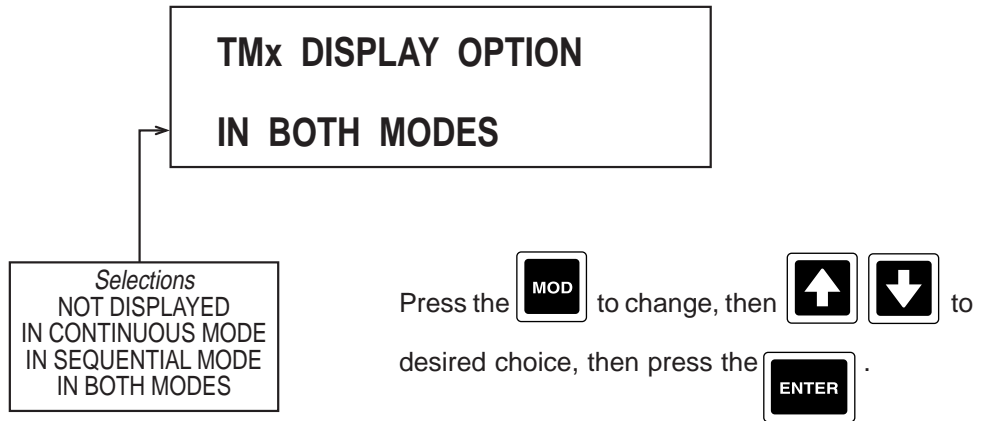 TMx DISPLAY OPTION
IN BOTH MODES
Selections
NOT DISPLAYED
IN CONTINUOUS MODE
IN SEQUENTIAL MODE
IN BOTH MODES
Press the MOD to change, then to
desired choice, then press the ENTER .